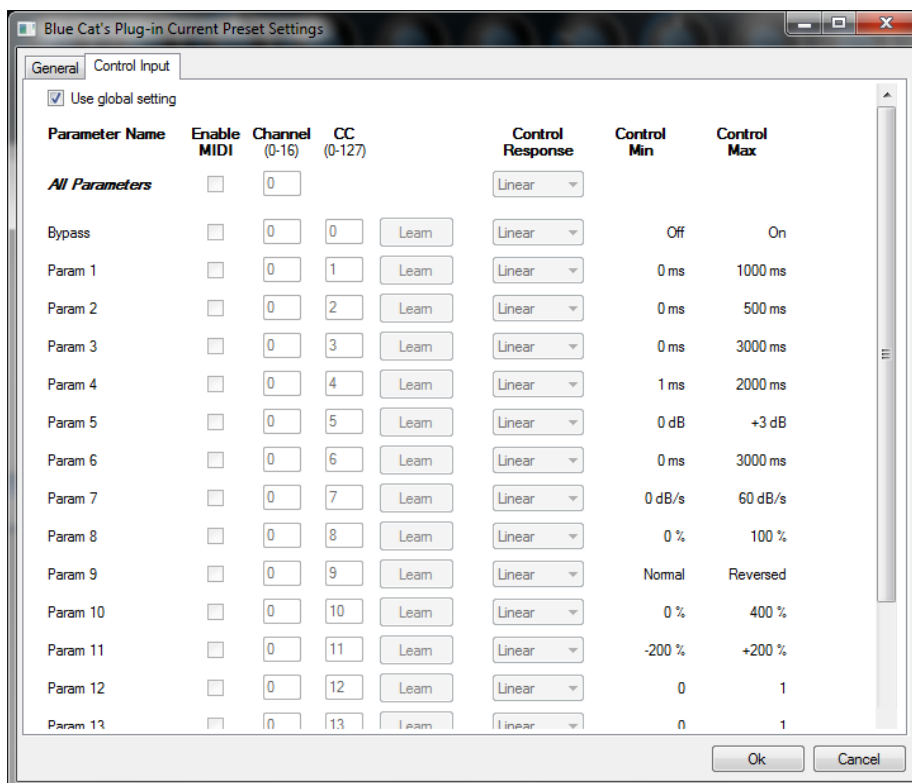 Blue Cat's Plug-in Current Preset Settings
General Control Input
Use global setting
Parameter Name Enable MIDI Channel (0-16) CC (0-127) Control Response Control Min Control Max
All Parameters 0 Linear
Bypass 0 0 Learn Linear Off On
Param 1 0 1 Learn Linear 0 ms 1000 ms
Param 2 0 2 Learn Linear 0 ms 500 ms
Param 3 0 3 Learn Linear 0 ms 3000 ms
Param 4 0 4 Learn Linear 1 ms 2000 ms
Param 5 0 5 Learn Linear 0 dB +3 dB
Param 6 0 6 Learn Linear 0 ms 3000 ms
Param 7 0 7 Learn Linear 0 dB/s 60 dB/s
Param 8 0 8 Learn Linear 0 % 100 %
Param 9 0 9 Learn Linear Normal Reversed
Param 10 0 10 Learn Linear 0 % 400 %
Param 11 0 11 Learn Linear -200 % +200 %
Param 12 0 12 Learn Linear 0 1
Param 13 0 13 Learn Linear 0 1
Ok Cancel